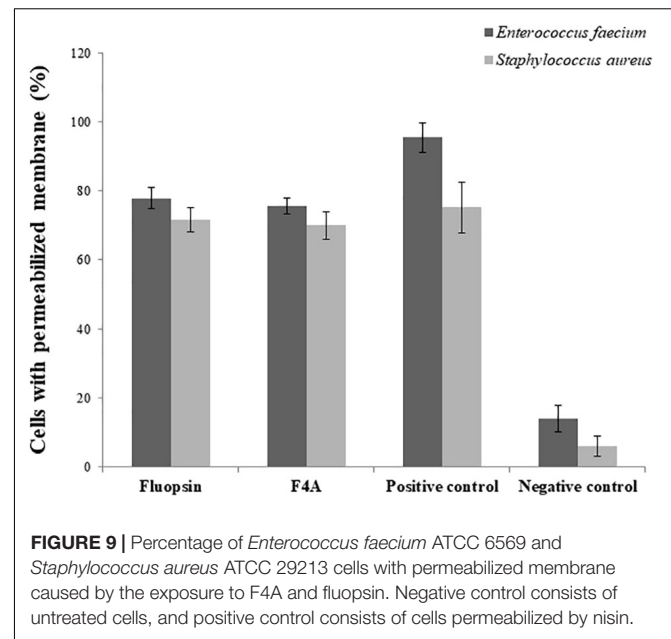 Enterococcus faecium
Staphylococcus aureus
120
100
80
60
40
20
0
Cells with permeabilized membrane (%)
Fluopsin F4A Positive control Negative control
FIGURE 9 | Percentage of Enterococcus faecium ATCC 6569 and
Staphylococcus aureus ATCC 29213 cells with permeabilized membrane
caused by the exposure to F4A and fluopsin. Negative control consists of
untreated cells, and positive control consists of cells permeabilized by nisin.